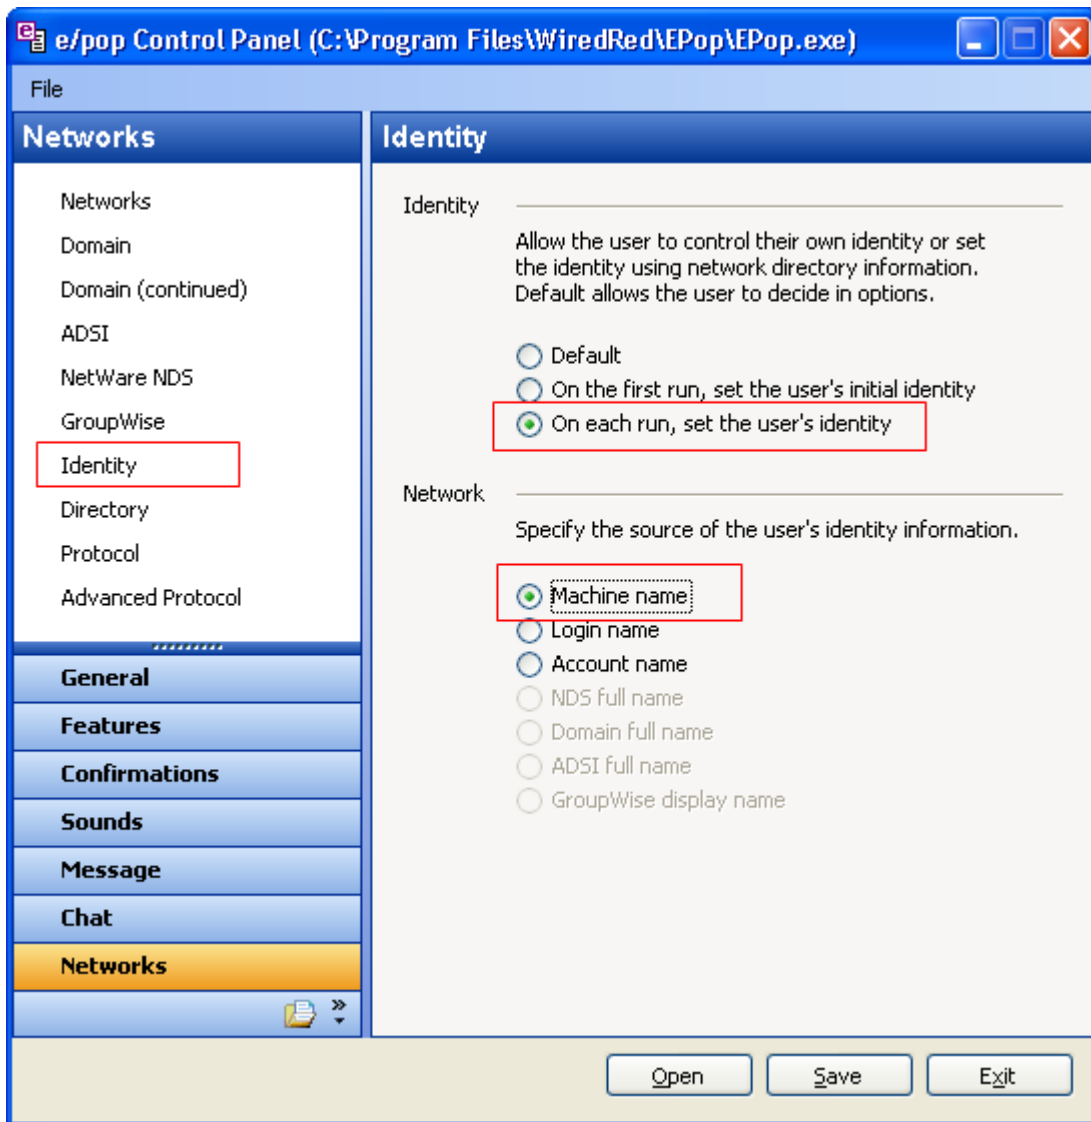 e/pop Control Panel (C:\Program Files\WiredRed\EPop\EPop.exe)
File
Networks
Networks
Domain
Domain (continued)
ADSI
NetWare NDS
GroupWise
Identity
Directory
Protocol
Advanced Protocol
General
Features
Confirmations
Sounds
Message
Chat
Networks
Identity
Identity
Allow the user to control their own identity or set
the identity using network directory information.
Default allows the user to decide in options.
Default
On the first run, set the user's initial identity
On each run, set the user's identity
Network
Specify the source of the user's identity information.
Machine name
Login name
Account name
NDS full name
Domain full name
ADSI full name
GroupWise display name
Open
Save
Exit